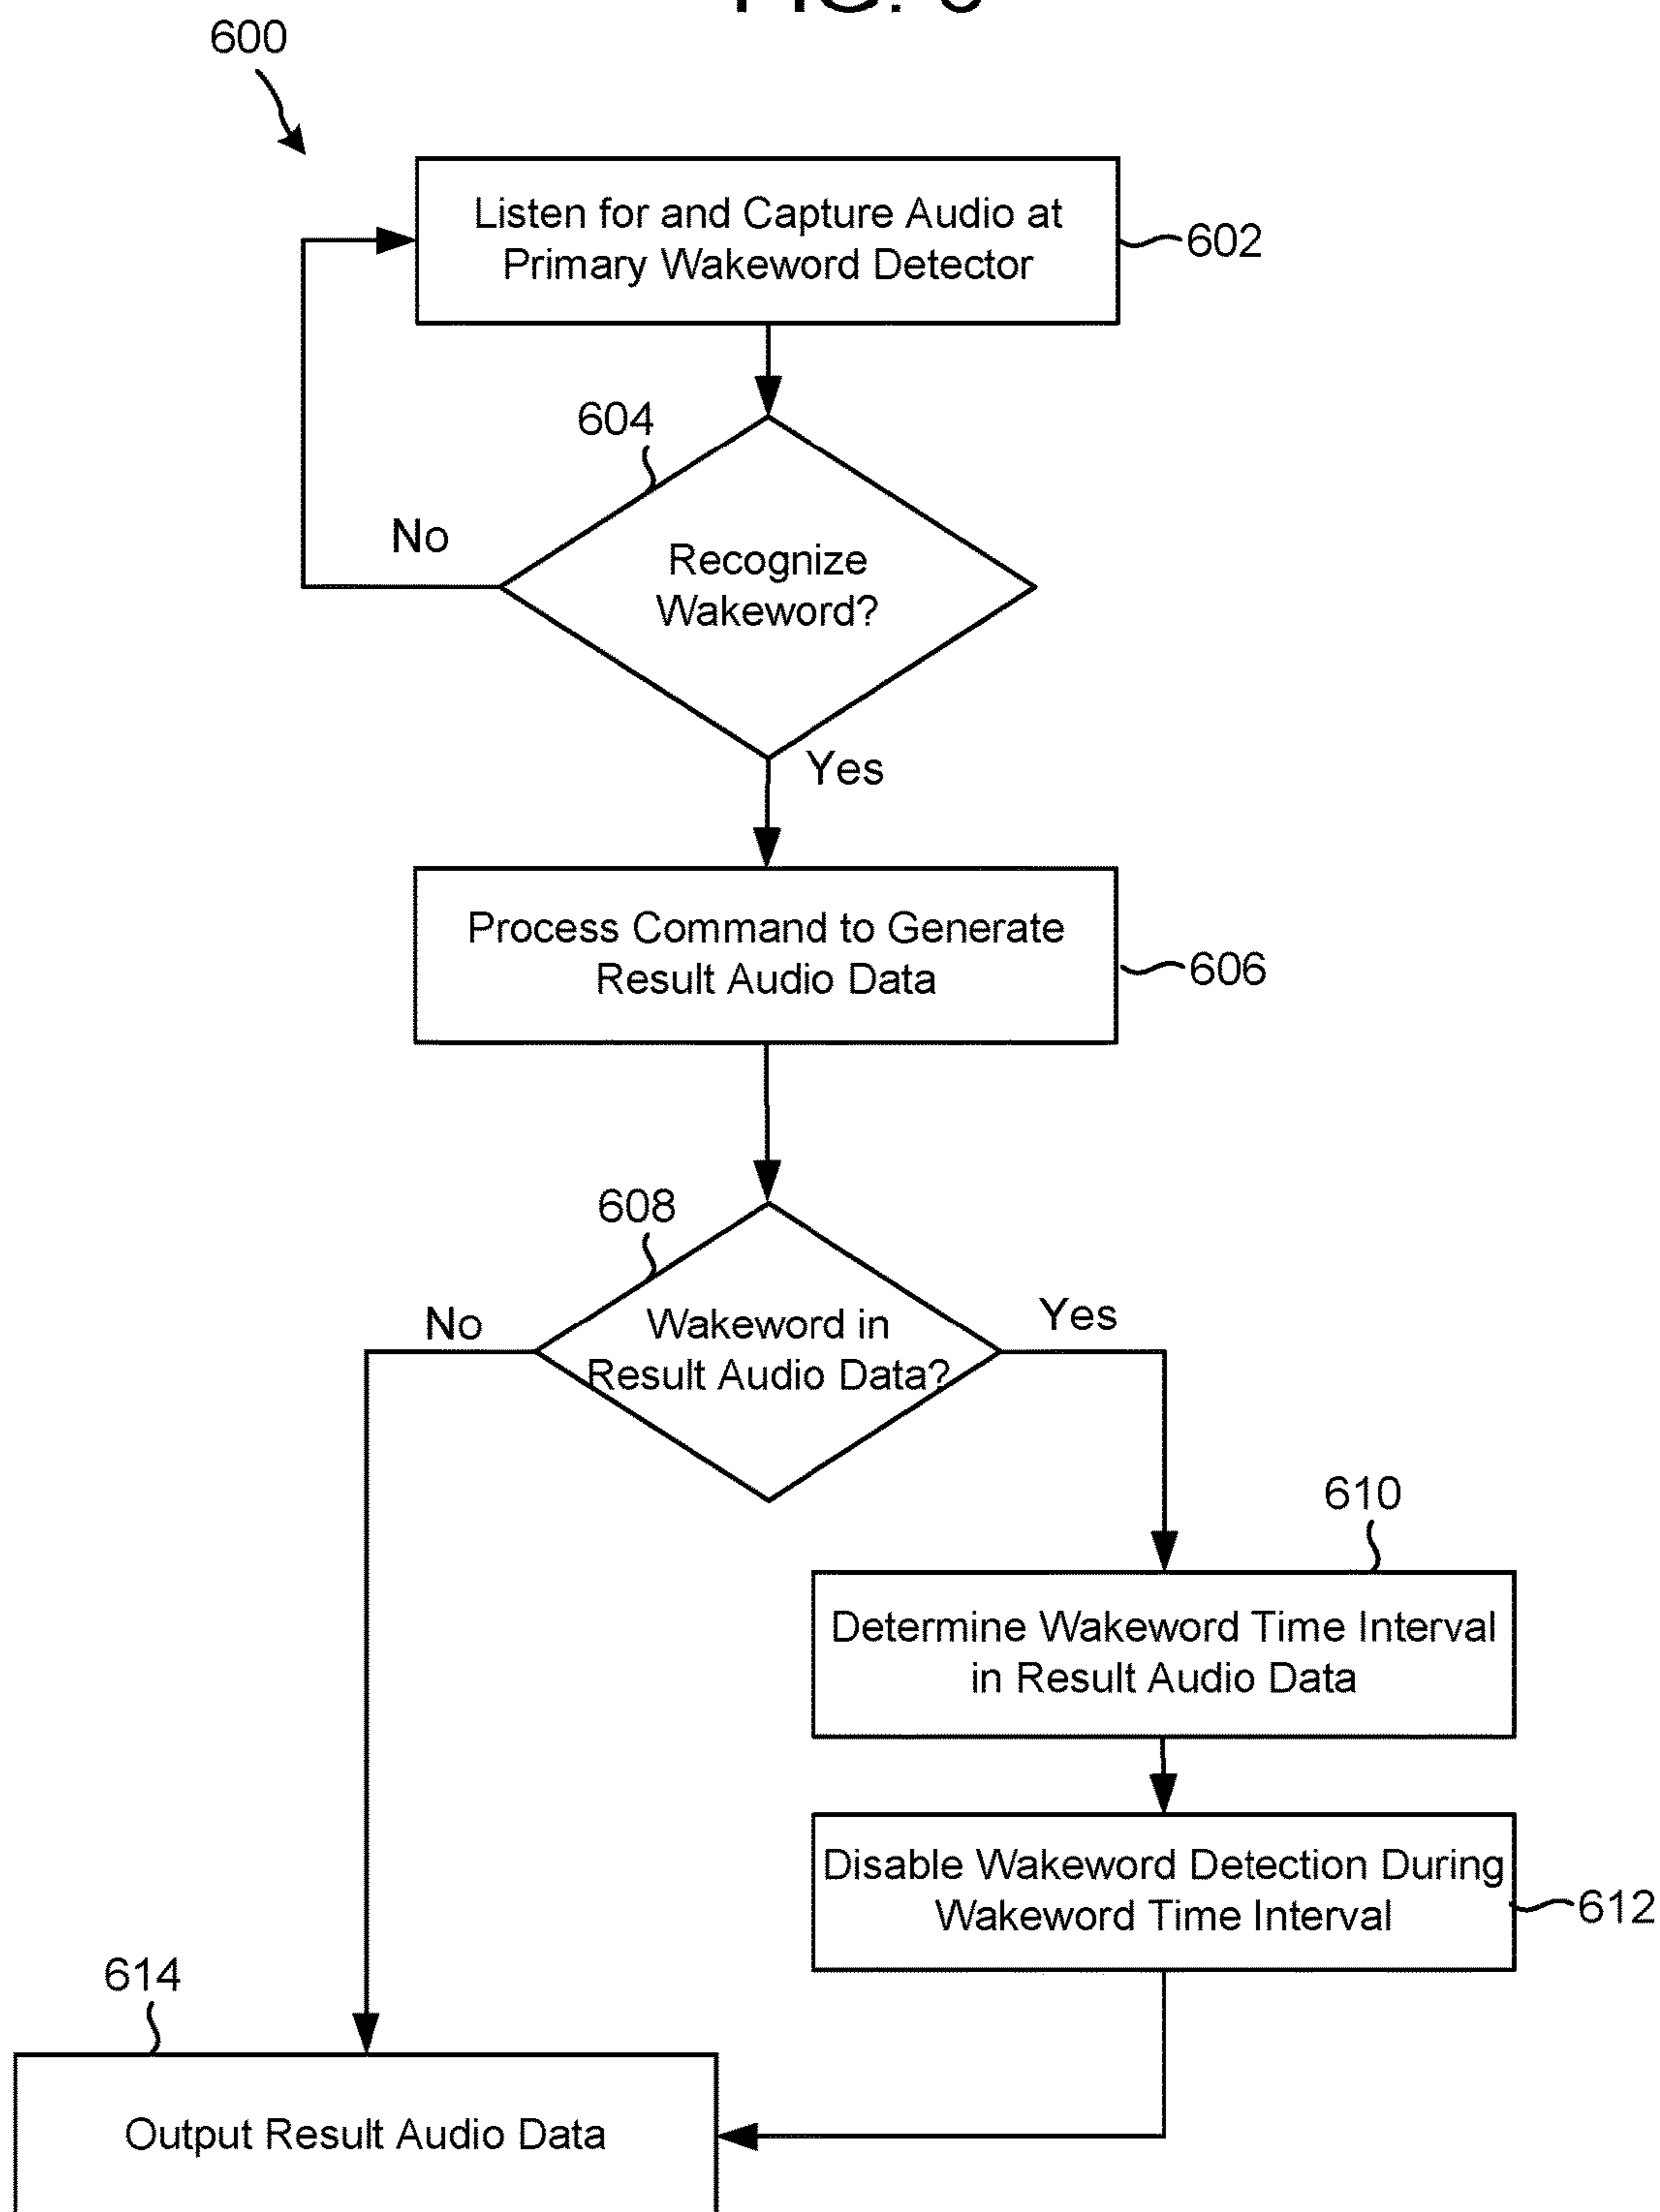 600
Listen for and Capture Audio at
Primary Wakeword Detector
602
604
No
Recognize
Wakeword?
Yes
Process Command to Generate
Result Audio Data
606
608
No
Wakeword in
Result Audio Data?
Yes
610
Determine Wakeword Time Interval
in Result Audio Data
Disable Wakeword Detection During
Wakeword Time Interval
612
614
Output Result Audio Data